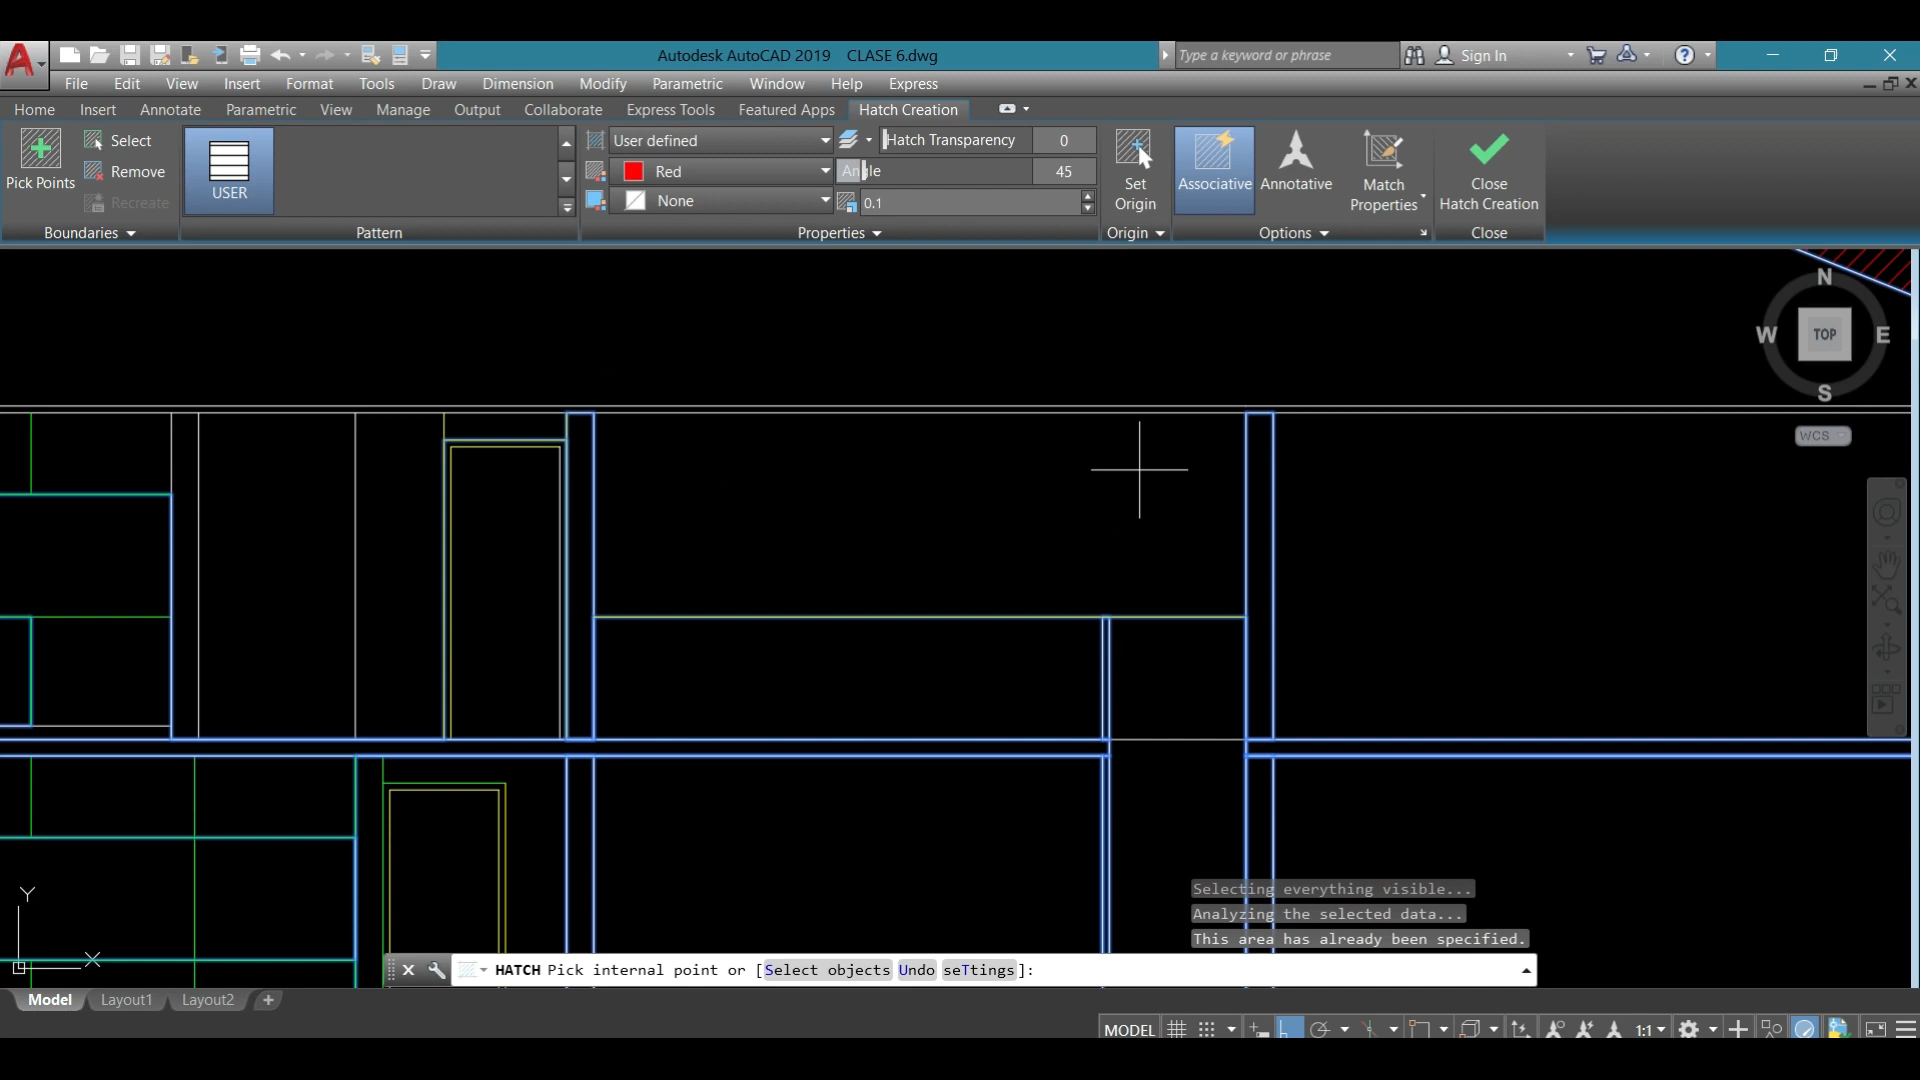 Autodesk AutoCAD 2019 CLASE 6.dwg
Type a keyword or phrase
Sign In
File Edit View Insert Format Tools Draw Dimension Modify Parametric Window Help Express
Home Insert Annotate Parametric View Manage Output Collaborate Express Tools Featured Apps Hatch Creation
Pick Points
Select
Remove
Recreate
Boundaries
USER
Pattern
User defined
Hatch Transparency 0
Red
Angle 45
None
0.1
Properties
Set
Origin
Origin
Associative
Annotative
Match
Properties
Options
Close
Hatch Creation
Close
N
W TOP E
S
WCS
Y
X
Selecting everything visible...
Analyzing the selected data...
This area has already been specified.
HATCH Pick internal point or [Select objects Undo seTtings]:
Model Layout1 Layout2 +
MODEL 1:1